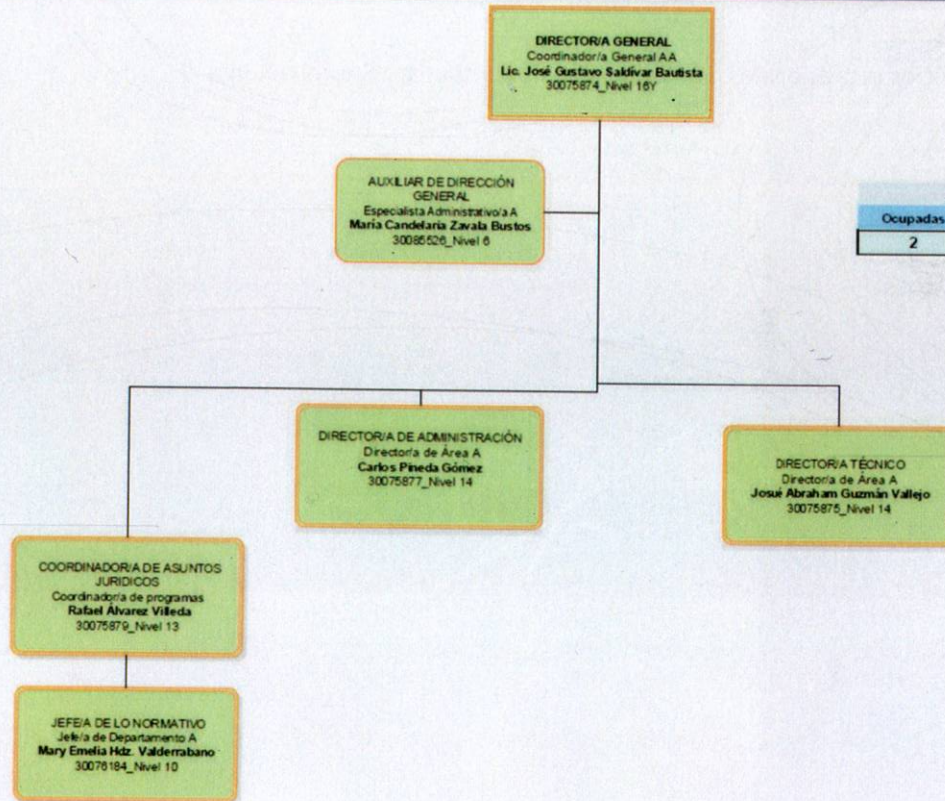 DIRECTOR/A GENERAL
Coordinador/a General AA
Lic. José Gustavo Saldívar Bautista
30075874_Nivel 16Y
AUXILIAR DE DIRECCIÓN
GENERAL
Especialista Administrativo/a A
María Candelaria Zavala Bustos
30085526_Nivel 6
Ocupadas
2
DIRECTOR/A DE ADMINISTRACIÓN
Director/a de Área A
Carlos Pineda Gómez
30075877_Nivel 14
DIRECTOR/A TÉCNICO
Director/a de Área A
Josué Abraham Guzmán Vallejo
30075875_Nivel 14
COORDINADOR/A DE ASUNTOS
JURIDICOS
Coordinador/a de programas
Rafael Álvarez Villeda
30075879_Nivel 13
JEFE/A DE LO NORMATIVO
Jefe/a de Departamento A
Mary Emelia Hdz. Valderrabano
30076184_Nivel 10